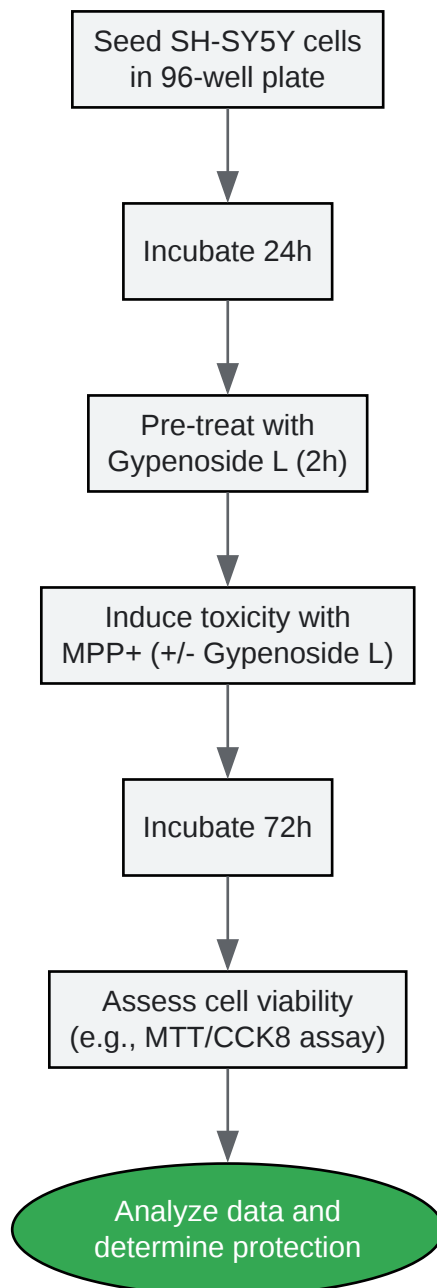 Seed SH-SY5Y cells
in 96-well plate
Incubate 24h
Pre-treat with
Gypenoside L (2h)
Induce toxicity with
MPP+ (+/- Gypenoside L)
Incubate 72h
Assess cell viability
(e.g., MTT/CCK8 assay)
Analyze data and
determine protection